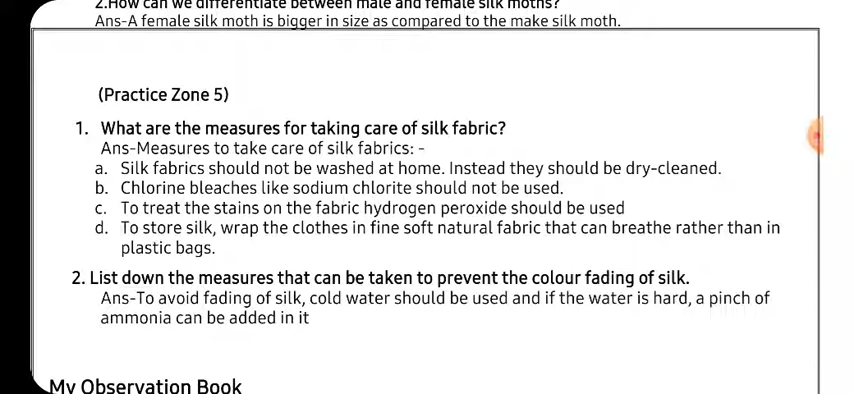 2.How can we differentiate between male and female silk moths?
Ans-A female silk moth is bigger in size as compared to the make silk moth.
(Practice Zone 5)
1. What are the measures for taking care of silk fabric?
Ans-Measures to take care of silk fabrics: -
a. Silk fabrics should not be washed at home. Instead they should be dry-cleaned.
b. Chlorine bleaches like sodium chlorite should not be used.
c. To treat the stains on the fabric hydrogen peroxide should be used
d. To store silk, wrap the clothes in fine soft natural fabric that can breathe rather than in
plastic bags.
2. List down the measures that can be taken to prevent the colour fading of silk.
Ans-To avoid fading of silk, cold water should be used and if the water is hard, a pinch of
ammonia can be added in it
My Observation Book